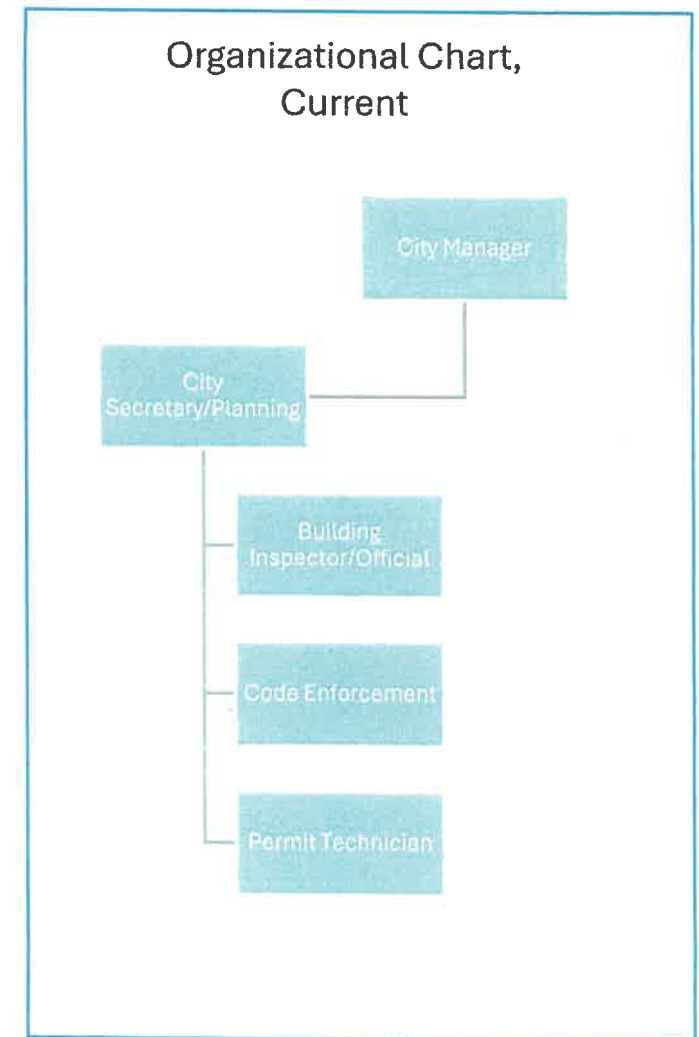 Organizational Chart,
Current
City Manager
City
Secretary/Planning
Building
Inspector/Official
Code Enforcement
Permit Technician